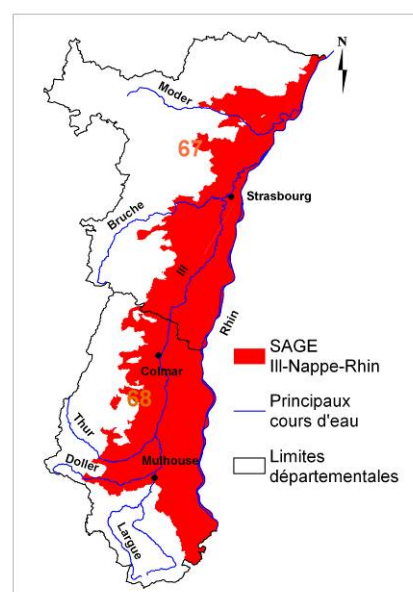 N
Moder
67
Strasbourg
Bruche
Ill
Rhin
SAGE
Ill-Nappe-Rhin
Colmar
Principaux
cours d'eau
68
Thur
Limites
départementales
Doller
Mulhouse
Largue